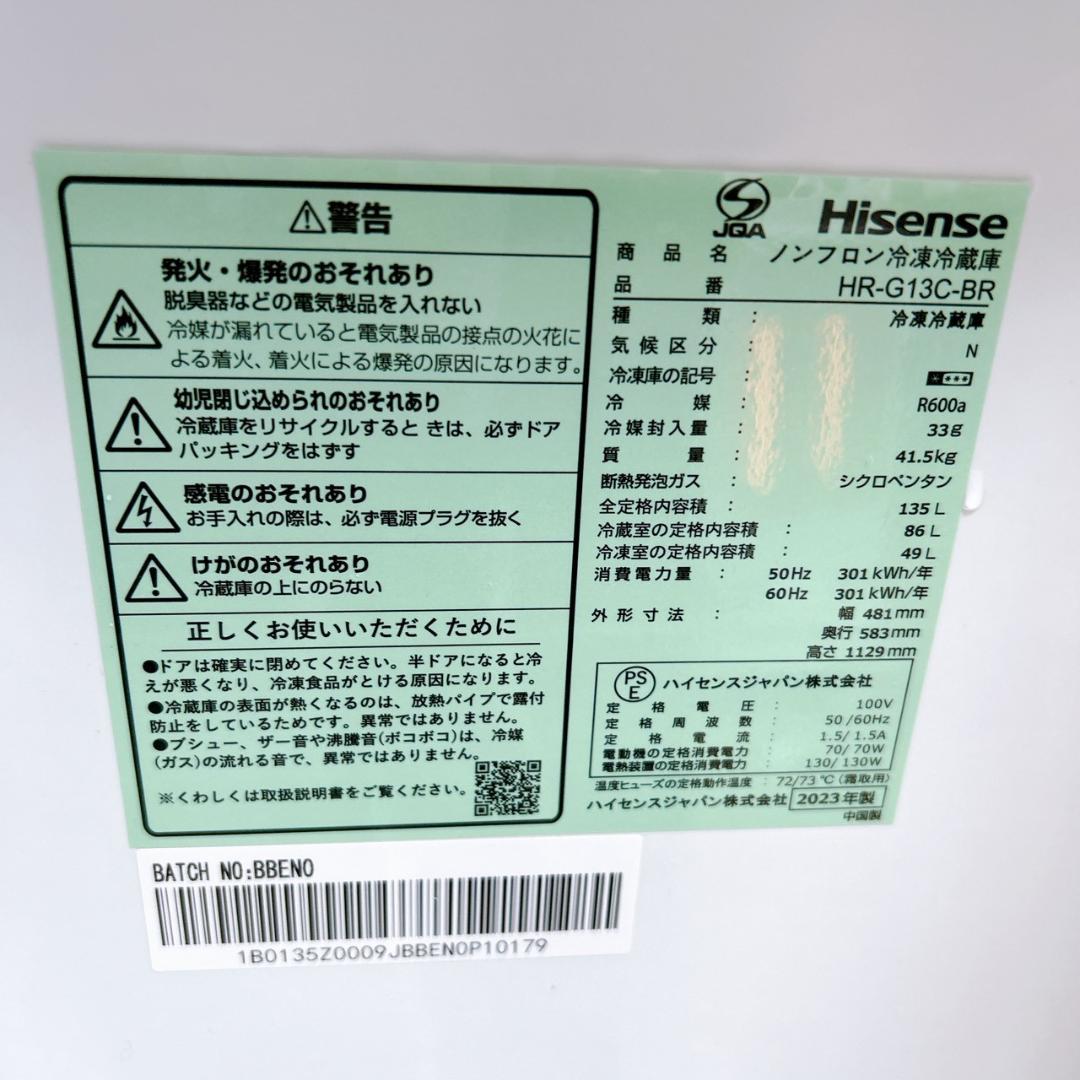 警告
発火・爆発のおそれあり
脱臭器などの電気製品を入れない
冷媒が漏れていると電気製品の接点の火花に
よる着火、着火による爆発の原因になります。
幼児閉じ込められのおそれあり
冷蔵庫をリサイクルすると きは、必ずドア
パッキングをはずす
感電のおそれあり
お手入れの際は、必ず電源プラグを抜く
けがのおそれあり
冷蔵庫の上にのらない
正しくお使いいただくために
●ドアは確実に閉めてください。半ドアになると冷
えが悪くなり、冷凍食品がとける原因になります。
●冷蔵庫の表面が熱くなるのは、放熱パイプで露付
防止をしているためです。異常ではありません。
●ブシュー、ザー音や沸騰音(ボコボコ)は、冷媒
(ガス)の流れる音で、異常ではありません。
※くわしくは取扱説明書をご覧ください。
JQA
Hisense
商品名 ノンフロン冷凍冷蔵庫
品番 HR-G13C-BR
種類 : 冷凍冷蔵庫
気候区分 : N
冷凍庫の記号 : ****
冷媒 : R600a
冷媒封入量 : 33g
質量 : 41.5kg
断熱発泡ガス : シクロペンタン
全定格内容積 : 135 L
冷蔵室の定格内容積 : 86 L
冷凍室の定格内容積 : 49 L
消費電力量 : 50Hz 301 kWh/年
60Hz 301 kWh/年
外形寸法 : 幅 481mm
奥行 583mm
高さ 1129mm
PSE ハイセンスジャパン株式会社
定格電圧 : 100V
定格周波数 : 50/60Hz
定格電流 : 1.5/1.5A
電動機の定格消費電力 : 70/70W
電熱装置の定格消費電力 : 130/130W
温度ヒューズの定格動作温度 : 72/73℃(霜取用)
ハイセンスジャパン株式会社 2023年製
中国製
BATCH NO:BBEN0
1B0135Z0009JBBEN0P10179